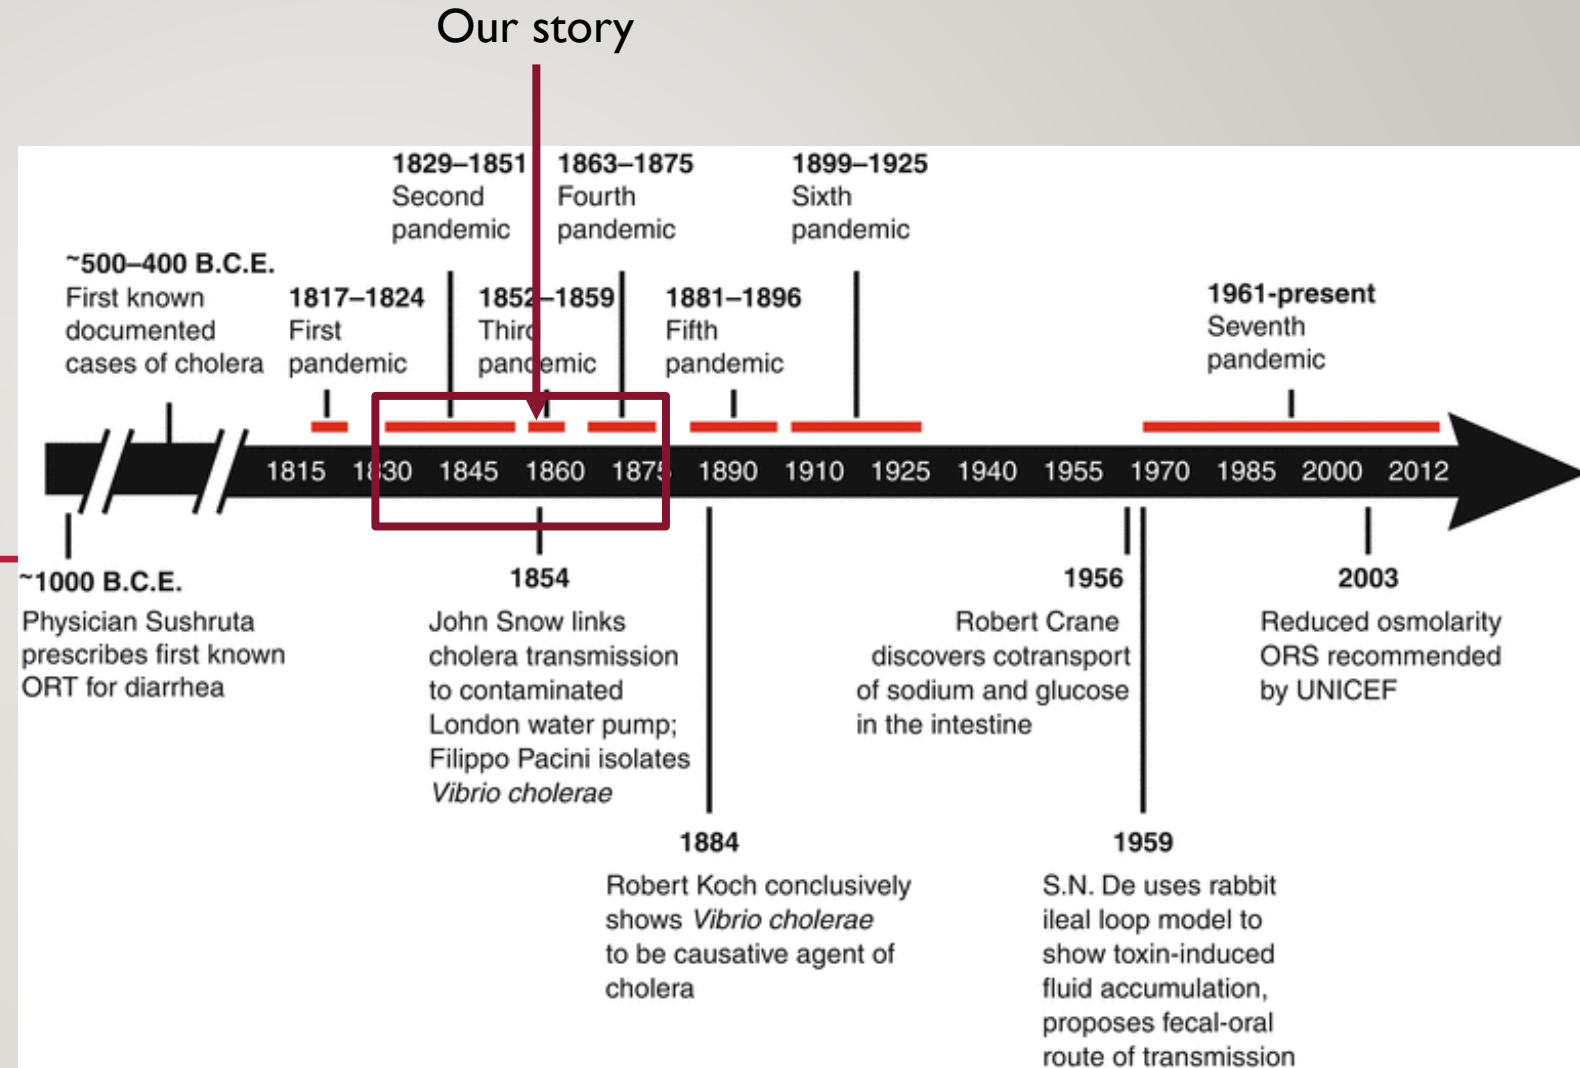 Our story
1829–1851
Second
pandemic
1863–1875
Fourth
pandemic
1899–1925
Sixth
pandemic
~500–400 B.C.E.
First known
documented
cases of cholera
1817–1824
First
pandemic
1852–1859
Third
pandemic
1881–1896
Fifth
pandemic
1961-present
Seventh
pandemic
1815 1830 1845 1860 1875 1890 1910 1925 1940 1955 1970 1985 2000 2012
~1000 B.C.E.
Physician Sushruta
prescribes first known
ORT for diarrhea
1854
John Snow links
cholera transmission
to contaminated
London water pump;
Filippo Pacini isolates
Vibrio cholerae
1884
Robert Koch conclusively
shows Vibrio cholerae
to be causative agent of
cholera
1956
Robert Crane
discovers cotransport
of sodium and glucose
in the intestine
1959
S.N. De uses rabbit
ileal loop model to
show toxin-induced
fluid accumulation,
proposes fecal-oral
route of transmission
2003
Reduced osmolarity
ORS recommended
by UNICEF